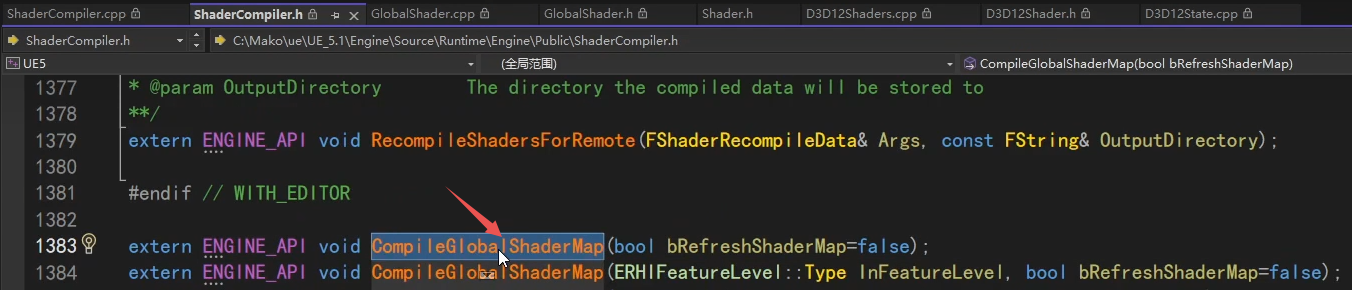 ShaderCompiler.cpp ShaderCompiler.h GlobalShader.cpp GlobalShader.h Shader.h D3D12Shaders.cpp D3D12Shader.h D3D12State.cpp
ShaderCompiler.h C:\Mako\ue\UE_5.1\Engine\Source\Runtime\Engine\Public\ShaderCompiler.h
UE5 (全局范围) CompileGlobalShaderMap(bool bRefreshShaderMap)
1377 * @param OutputDirectory The directory the compiled data will be stored to
1378 **/
1379 extern ENGINE_API void RecompileShadersForRemote(FShaderRecompileData& Args, const FString& OutputDirectory);
1380
1381 #endif // WITH_EDITOR
1382
1383 extern ENGINE_API void CompileGlobalShaderMap(bool bRefreshShaderMap=false);
1384 extern ENGINE_API void CompileGlobalShaderMap(ERHIFeatureLevel::Type InFeatureLevel, bool bRefreshShaderMap=false);